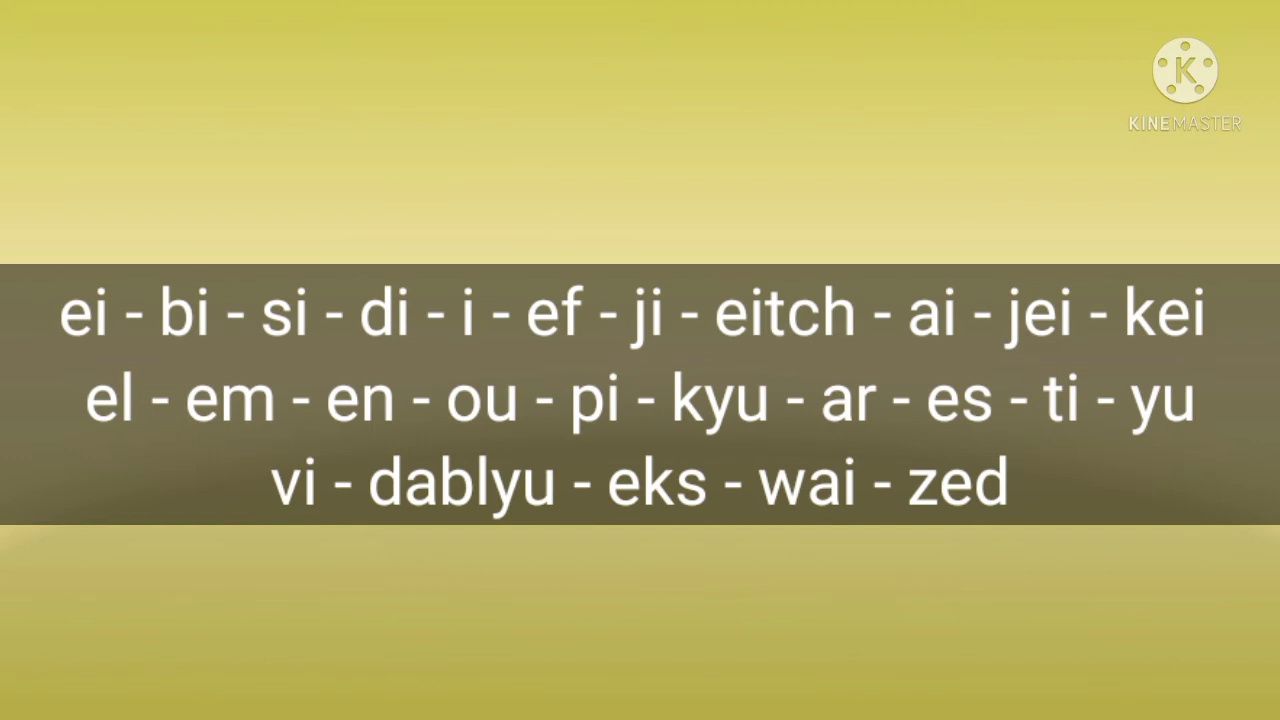 K
KINEMASTER
ei - bi - si - di - i - ef - ji - eitch - ai - jei - kei
el - em - en - ou - pi - kyu - ar - es - ti - yu
vi - dablyu - eks - wai - zed